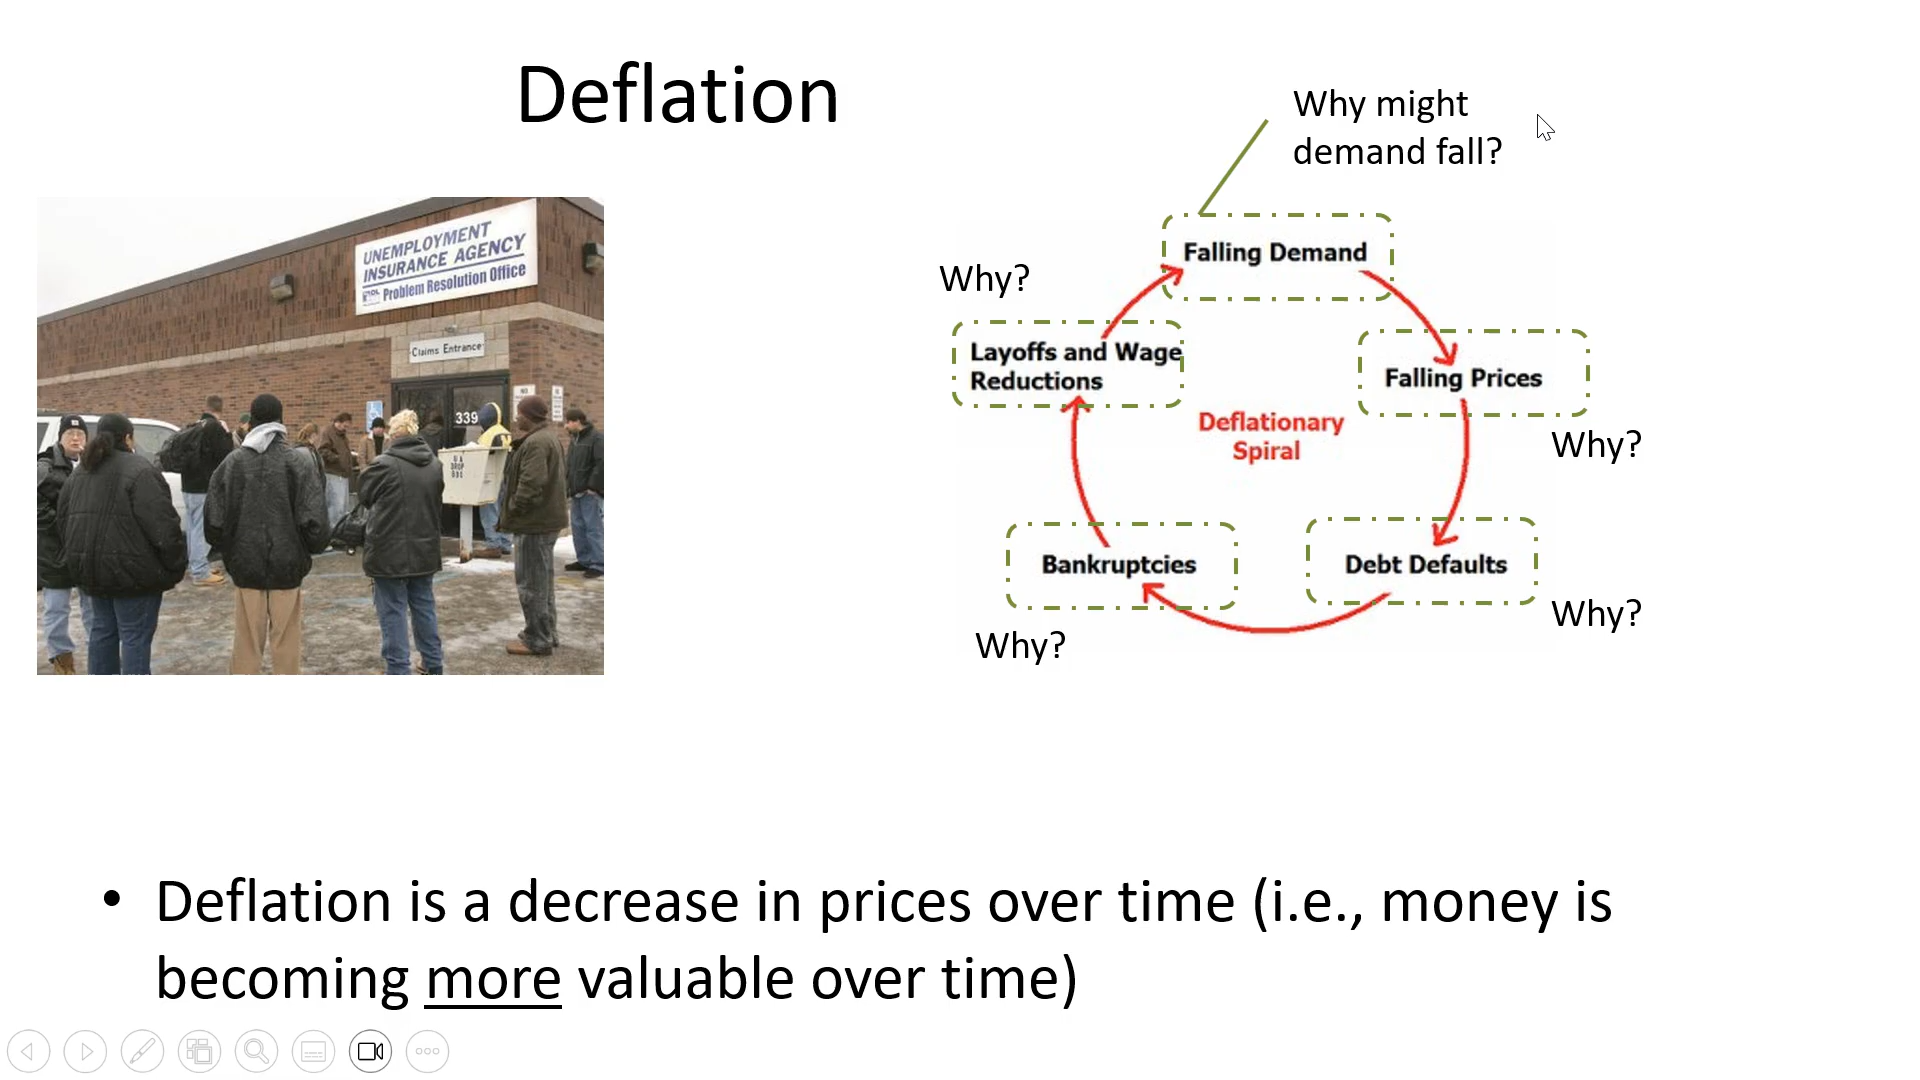 Deflation
Why might
demand fall?
UNEMPLOYMENT
INSURANCE AGENCY
Problem Resolution Office
Claims Entrance
339
Falling Demand
Why?
Layoffs and Wage
Reductions
Falling Prices
Deflationary
Spiral
Why?
Bankruptcies
Debt Defaults
Why?
Why?
• Deflation is a decrease in prices over time (i.e., money is
becoming more valuable over time)